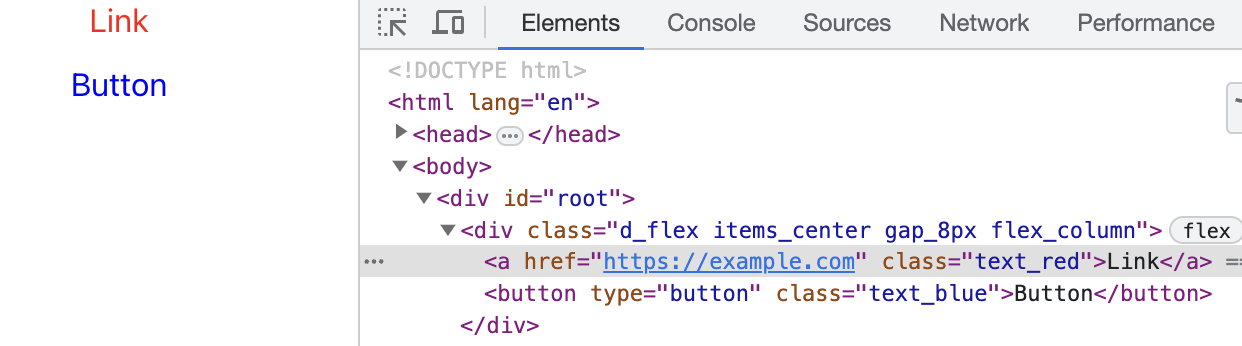 Link
Button
Elements Console Sources Network Performance
<!DOCTYPE html>
<html lang="en">
<head> ••• </head>
<body>
<div id="root">
<div class="d_flex items_center gap_8px flex_column"> flex
••• <a href="https://example.com" class="text_red">Link</a> ==
<button type="button" class="text_blue">Button</button>
</div>